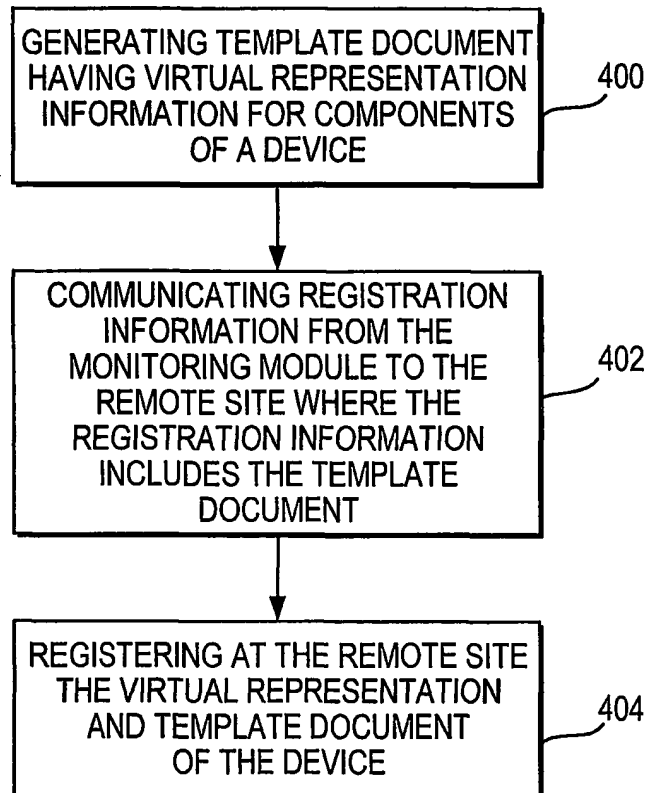 GENERATING TEMPLATE DOCUMENT
HAVING VIRTUAL REPRESENTATION
INFORMATION FOR COMPONENTS
OF A DEVICE
400
COMMUNICATING REGISTRATION
INFORMATION FROM THE
MONITORING MODULE TO THE
REMOTE SITE WHERE THE
REGISTRATION INFORMATION
INCLUDES THE TEMPLATE
DOCUMENT
402
REGISTERING AT THE REMOTE SITE
THE VIRTUAL REPRESENTATION
AND TEMPLATE DOCUMENT
OF THE DEVICE
404